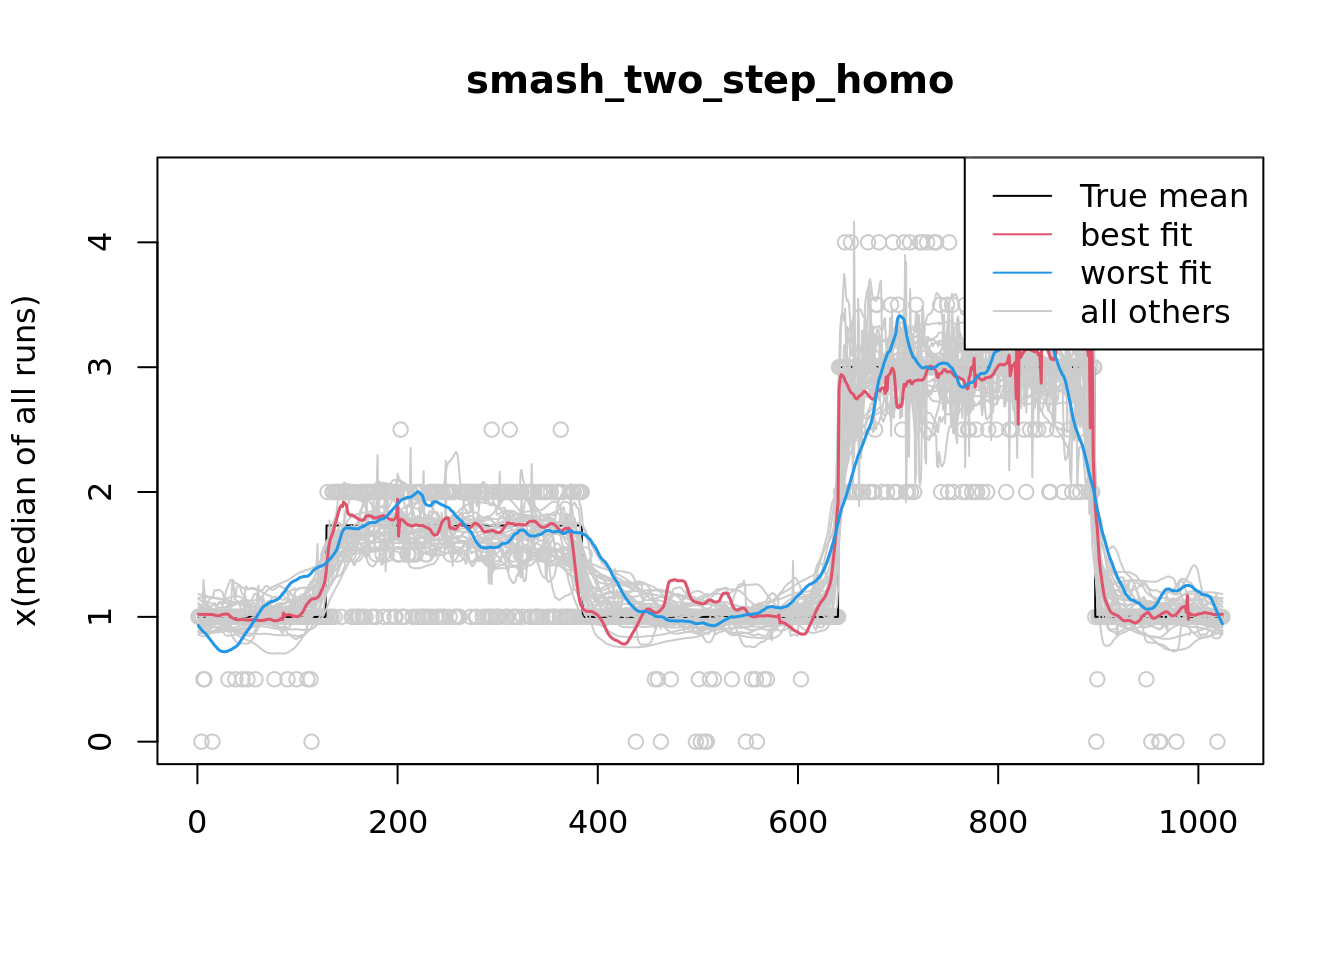 smash_two_step_homo
x(median of all runs)
4
3
2
1
0
True mean
best fit
worst fit
all others
0 200 400 600 800 1000